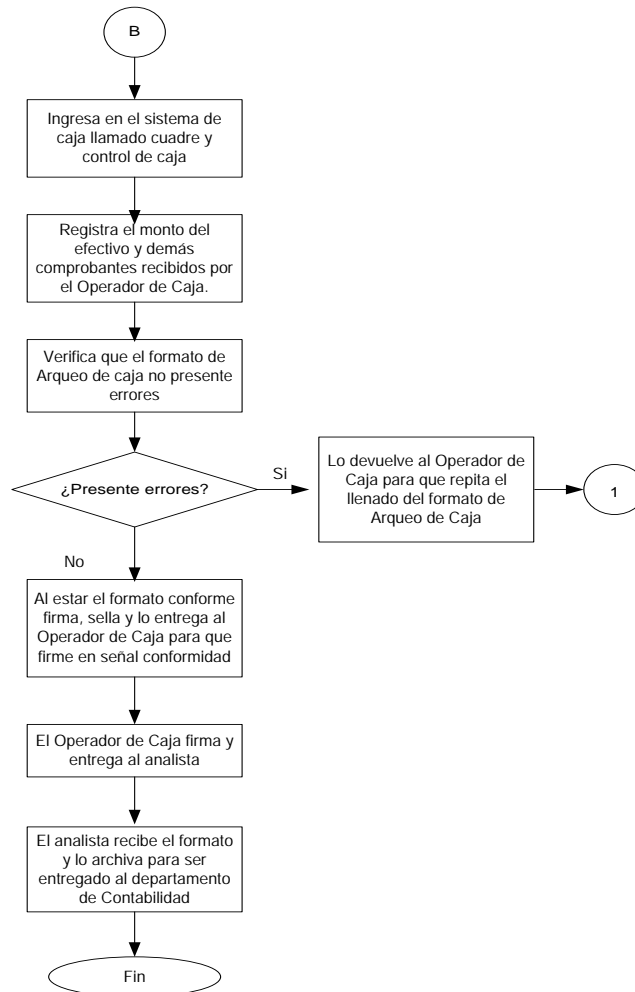 B
Ingresa en el sistema de
caja llamado cuadre y
control de caja
Registra el monto del
efectivo y demás
comprobantes recibidos por
el Operador de Caja.
Verifica que el formato de
Arqueo de caja no presente
errores
¿Presente errores?
Si
Lo devuelve al Operador de
Caja para que repita el
llenado del formato de
Arqueo de Caja
1
No
Al estar el formato conforme
firma, sella y lo entrega al
Operador de Caja para que
firme en señal conformidad
El Operador de Caja firma y
entrega al analista
El analista recibe el formato
y lo archiva para ser
entregado al departamento
de Contabilidad
Fin